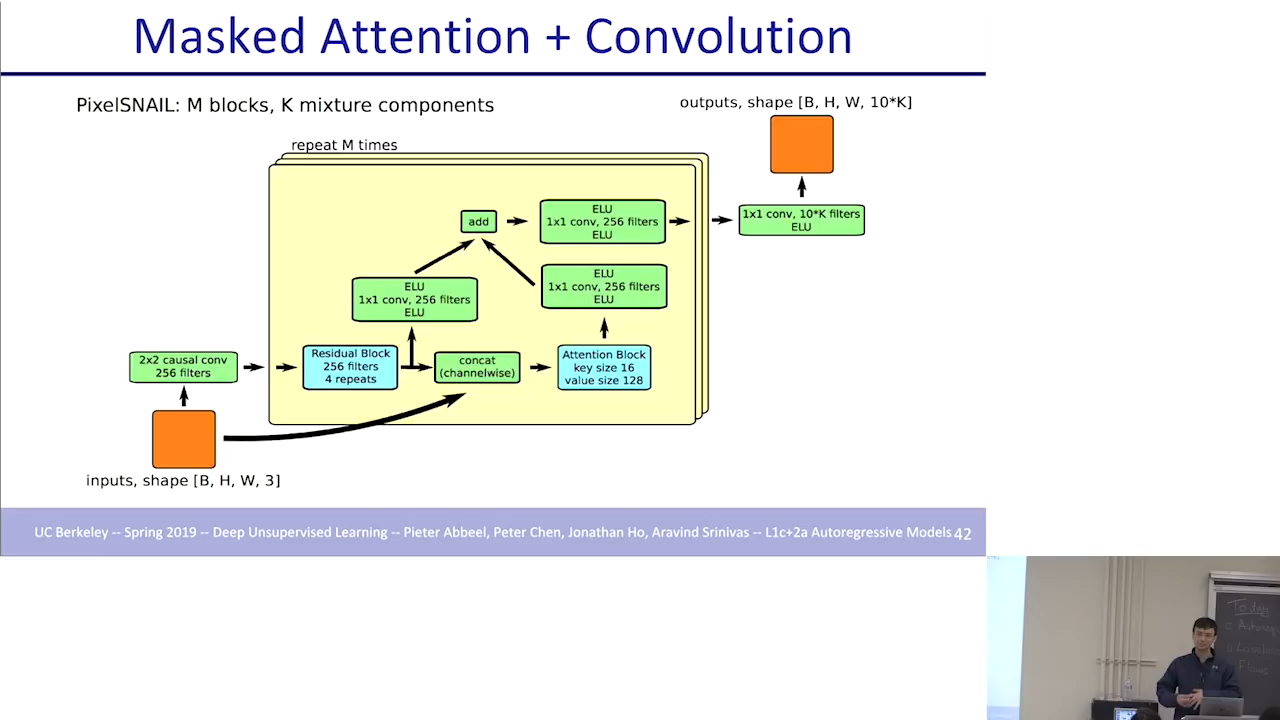 Masked Attention + Convolution
PixelSNAIL: M blocks, K mixture components
outputs, shape [B, H, W, 10*K]
repeat M times
add
ELU
1x1 conv, 256 filters
ELU
1x1 conv, 10*K filters
ELU
ELU
1x1 conv, 256 filters
ELU
ELU
1x1 conv, 256 filters
ELU
2x2 causal conv
256 filters
Residual Block
256 filters
4 repeats
concat
(channelwise)
Attention Block
key size 16
value size 128
inputs, shape [B, H, W, 3]
UC Berkeley -- Spring 2019 -- Deep Unsupervised Learning -- Pieter Abbeel, Peter Chen, Jonathan Ho, Aravind Srinivas -- L1c+2a Autoregressive Models 42
Today
Flows